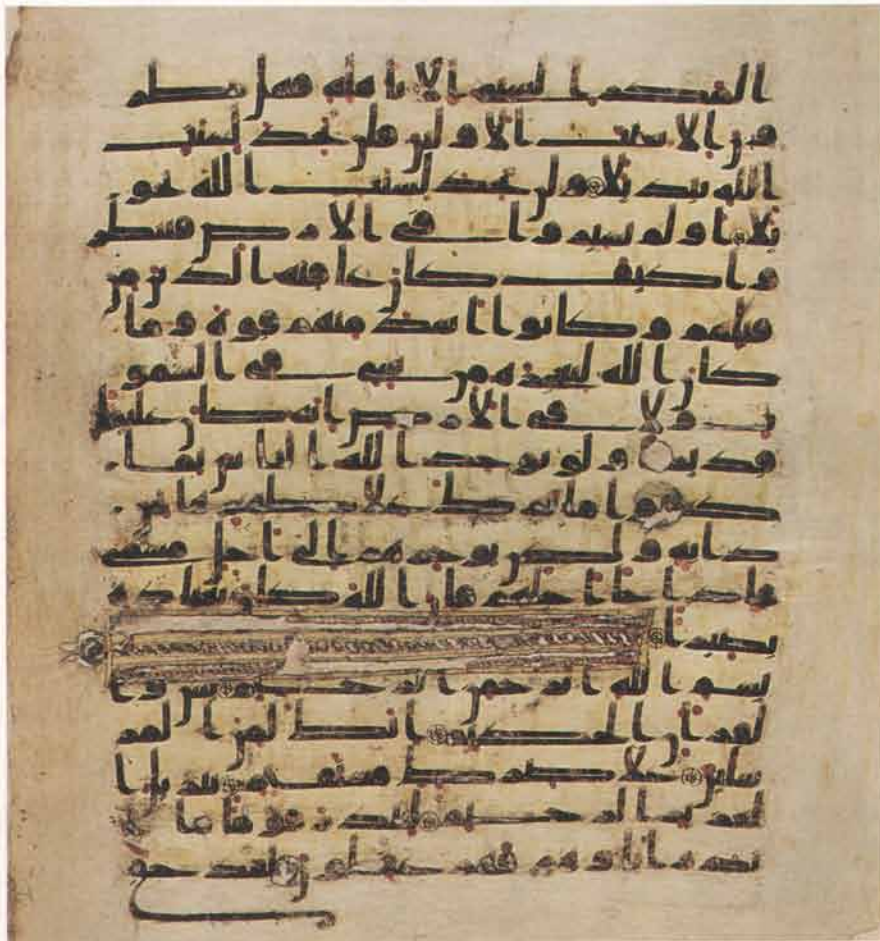 المكر السيى الا باهله فهل ينظر
ون الا سنت الاولين فلن تجد لسنت
الله تبديلا ولن تجد لسنت الله تحو
يلا اولم يسيروا في الارض فينظر
وا كيف كان عاقبة الذين من
قبلهم وكانوا اشد منهم قوة وما
كان الله ليعجزه من شي في السمو
ت ولا في الارض انه كان عليما
قديرا ولو يوخذ الله الناس بما
كسبوا ما ترك على ظهرها من
دابة ولكن يوخرهم الى اجل مسمى
فاذا جا اجلهم فان الله كان بعباده
بصيرا
بسم الله الرحمن الرحيم يس وا
لقران الحكيم انك لمن المر
سلين على صرط مستقيم تنزيل ا
لعزيز الرحيم لتنذر قوما ما ا
نذر اباوهم فهم غفلون لقد حق